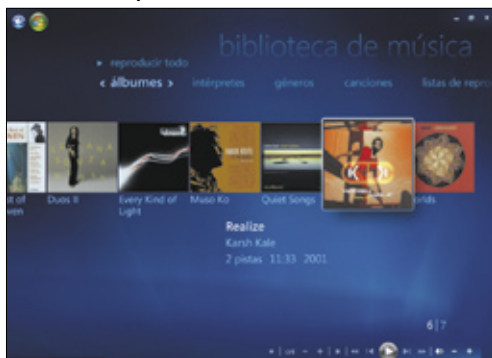 biblioteca de música
reproducir todo
álbumes intérpretes géneros canciones listas de repro
Duos II Every Kind of Light Muso Ko Quiet Songs orlds
Realize
Karsh Kale
2 pistas 11:33 2001
6|7